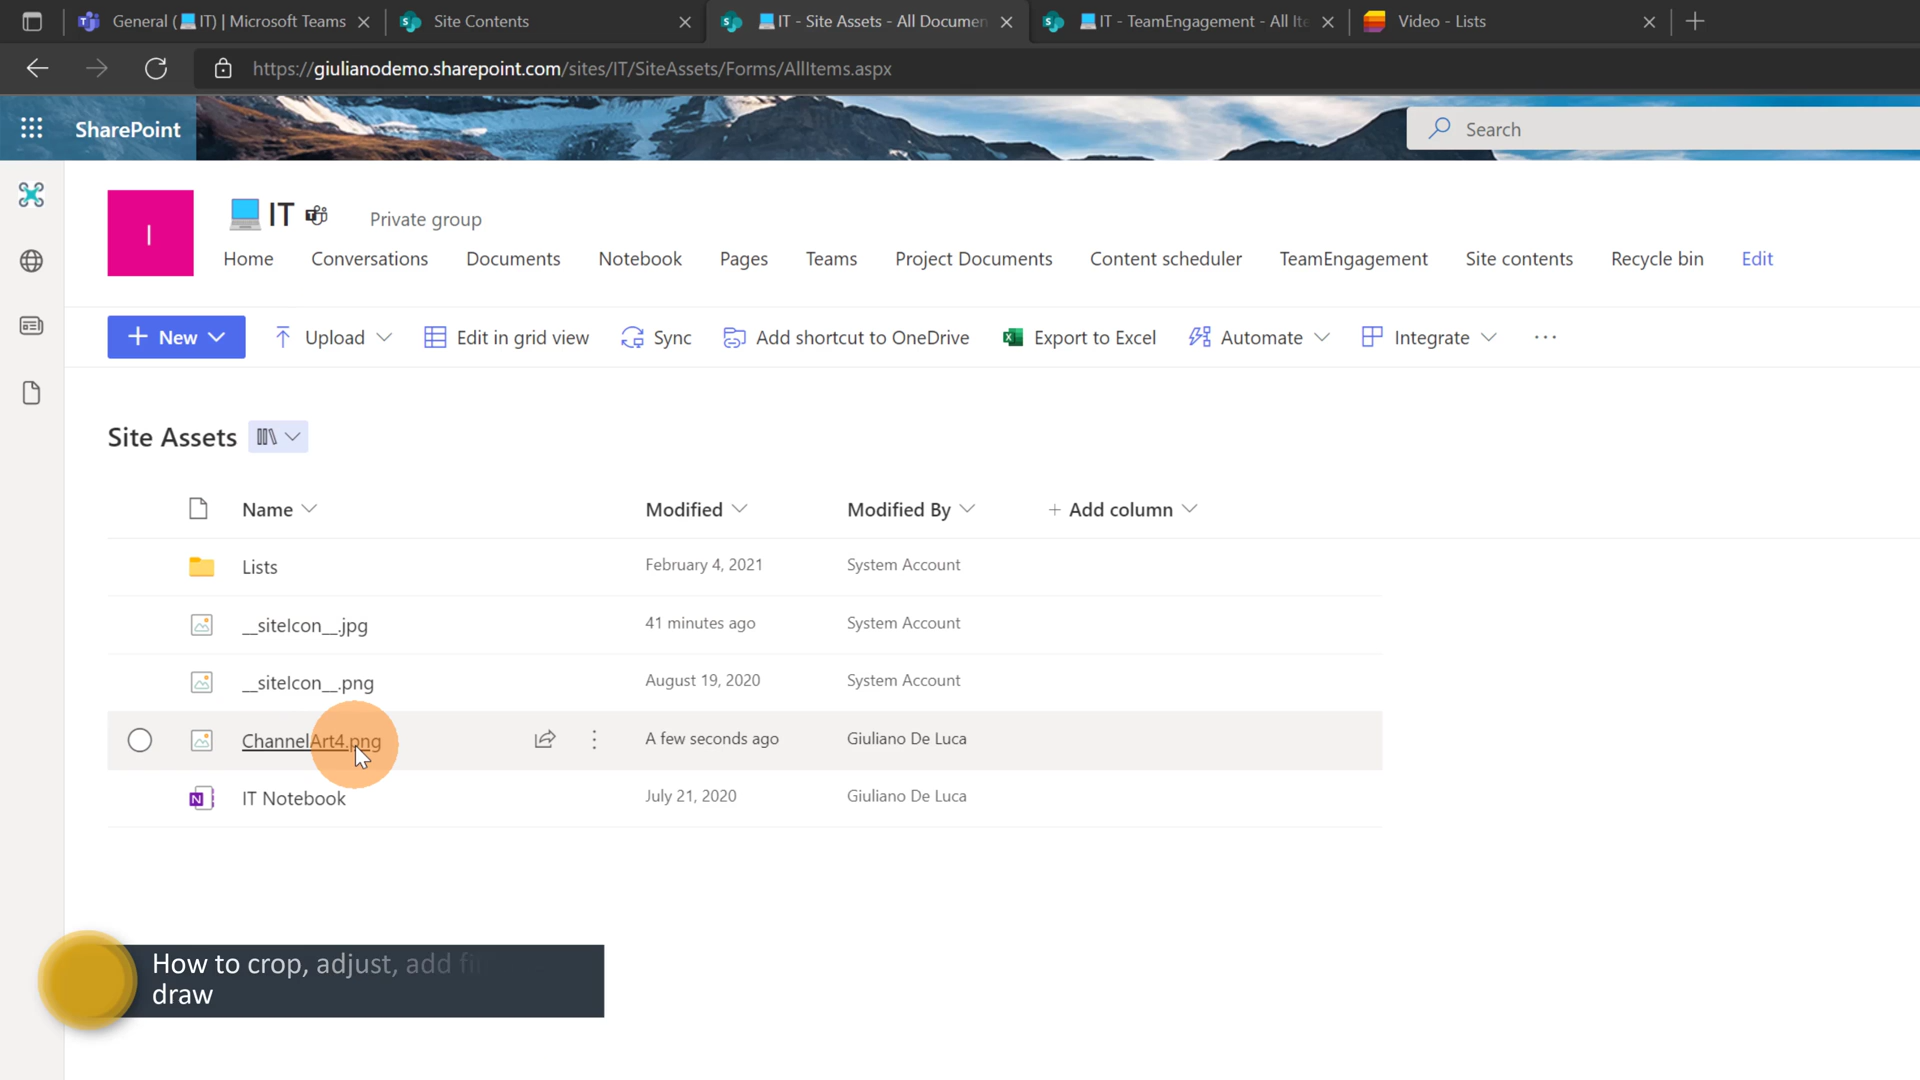 General (💻IT) | Microsoft Teams
Site Contents
💻IT - Site Assets - All Documen
💻IT - TeamEngagement - All Ite
Video - Lists
https://giulianodemo.sharepoint.com/sites/IT/SiteAssets/Forms/AllItems.aspx
SharePoint
Search
I
💻IT
Private group
Home
Conversations
Documents
Notebook
Pages
Teams
Project Documents
Content scheduler
TeamEngagement
Site contents
Recycle bin
Edit
New
Upload
Edit in grid view
Sync
Add shortcut to OneDrive
Export to Excel
Automate
Integrate
Site Assets
Name
Modified
Modified By
+ Add column
Lists
February 4, 2021
System Account
__siteIcon__.jpg
41 minutes ago
System Account
__siteIcon__.png
August 19, 2020
System Account
ChannelArt4.png
A few seconds ago
Giuliano De Luca
IT Notebook
July 21, 2020
Giuliano De Luca
How to crop, adjust, add
draw